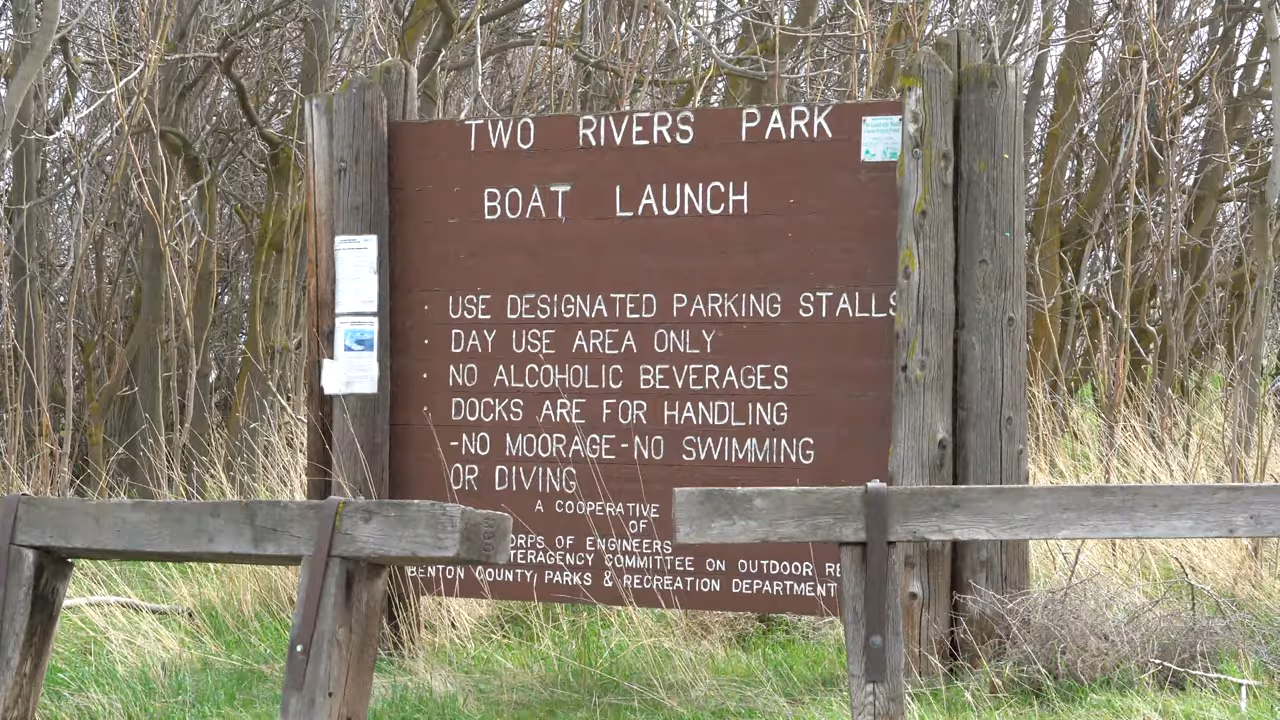 TWO RIVERS PARK
BOAT LAUNCH
· USE DESIGNATED PARKING STALLS
· DAY USE AREA ONLY
· NO ALCOHOLIC BEVERAGES
· DOCKS ARE FOR HANDLING
-NO MOORAGE-NO SWIMMING
OR DIVING
A COOPERATIVE
OF
ORPS OF ENGINEERS
TERAGENCY COMMITTEE ON OUTDOOR RE
BENTON COUNTY PARKS & RECREATION DEPARTMENT